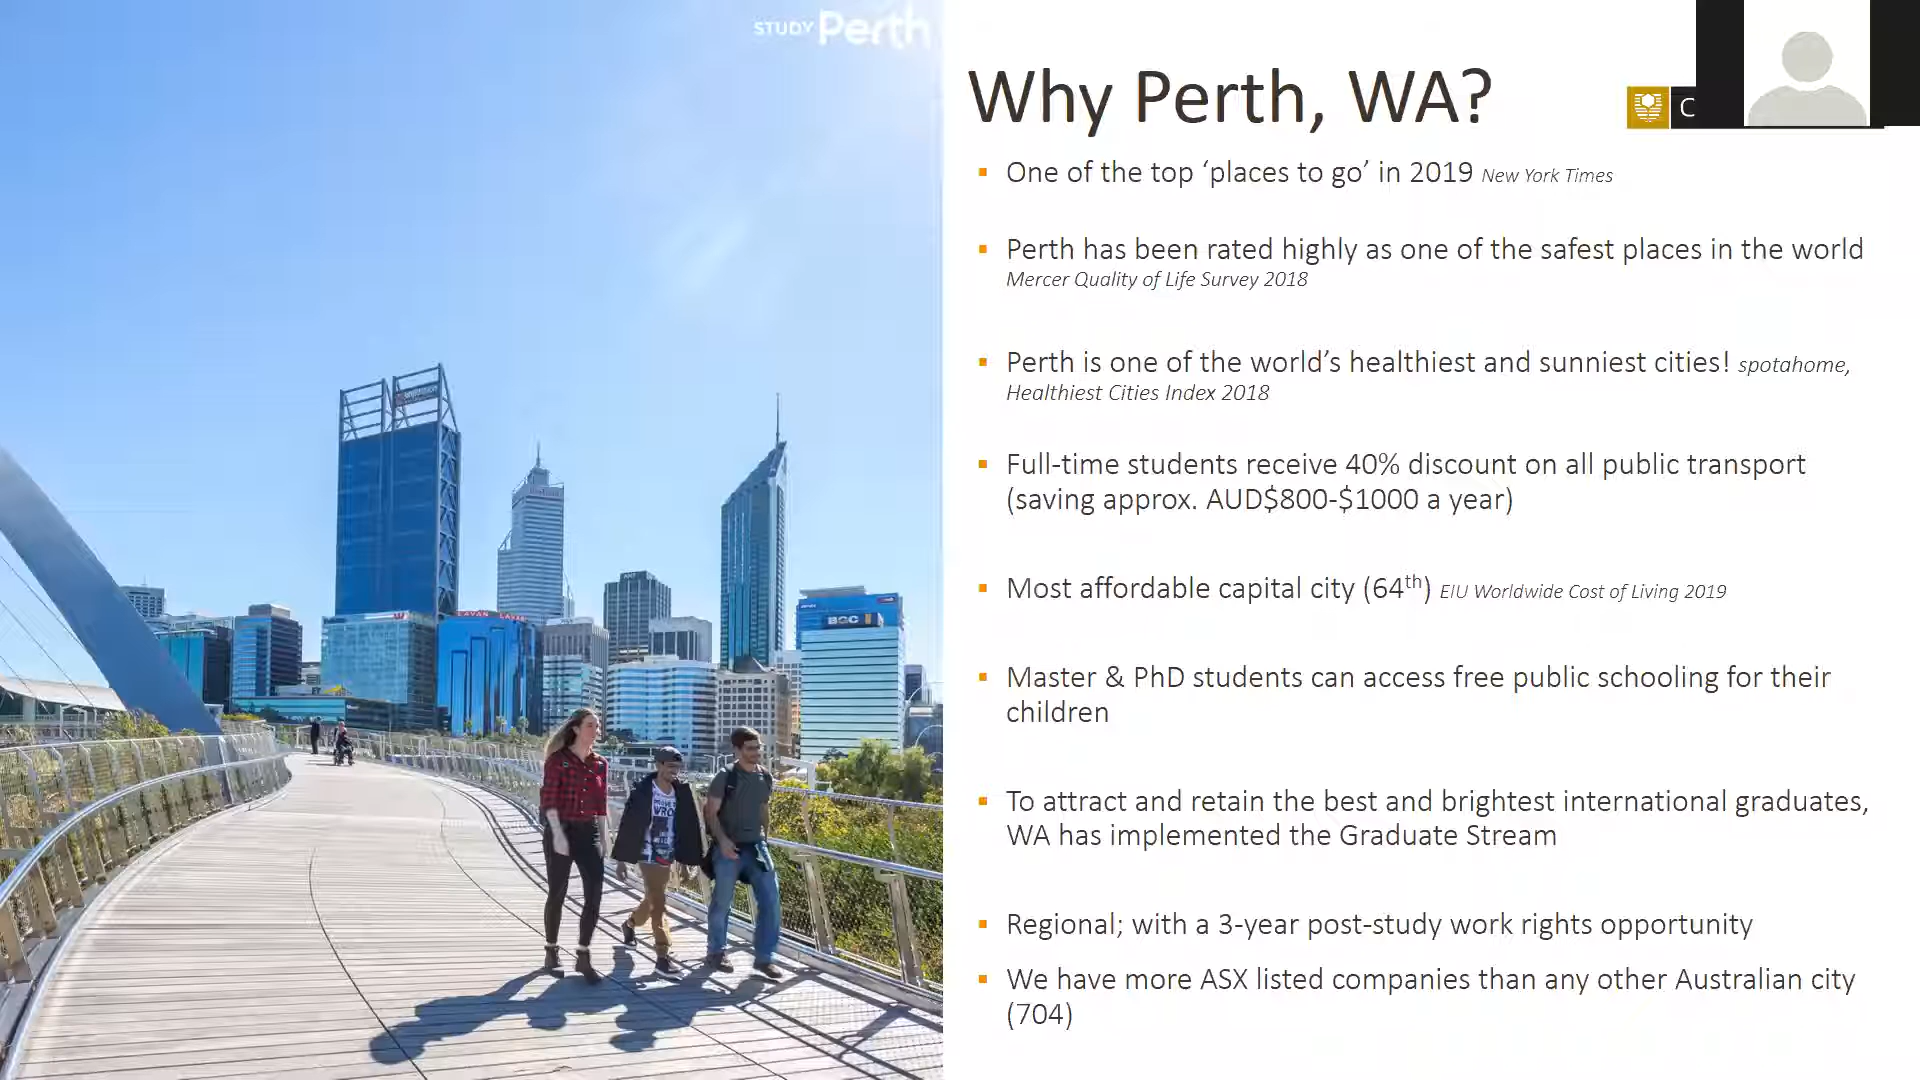 STUDY Perth
Why Perth, WA?
C
▪ One of the top ‘places to go’ in 2019 New York Times
▪ Perth has been rated highly as one of the safest places in the world
Mercer Quality of Life Survey 2018
▪ Perth is one of the world’s healthiest and sunniest cities! spotahome,
Healthiest Cities Index 2018
▪ Full-time students receive 40% discount on all public transport
(saving approx. AUD$800-$1000 a year)
▪ Most affordable capital city (64th) EIU Worldwide Cost of Living 2019
▪ Master & PhD students can access free public schooling for their
children
▪ To attract and retain the best and brightest international graduates,
WA has implemented the Graduate Stream
▪ Regional; with a 3-year post-study work rights opportunity
▪ We have more ASX listed companies than any other Australian city
(704)
LAVAN LAVAN
BGC